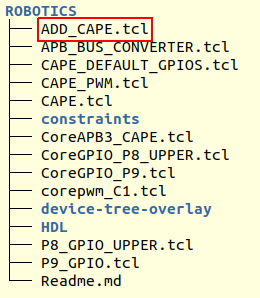 ROBOTICS
├── ADD_CAPE.tcl
├── APB_BUS_CONVERTER.tcl
├── CAPE_DEFAULT_GPIOS.tcl
├── CAPE_PWM.tcl
├── CAPE.tcl
├── constraints
├── CoreAPB3_CAPE.tcl
├── CoreGPIO_P8_UPPER.tcl
├── CoreGPIO_P9.tcl
├── corepwm_C1.tcl
├── device-tree-overlay
├── HDL
├── P8_GPIO_UPPER.tcl
├── P9_GPIO.tcl
└── Readme.md